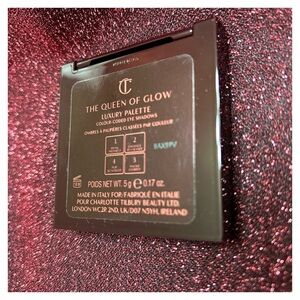 CT
THE QUEEN OF GLOW
LUXURY PALETTE
COLOUR-CODED EYE SHADOWS
OMBRES À PAUPIÈRES CLASSÉES PAR COULEUR
1
2
4
3
POIDS NET WT. 5g ℮ 0.17 oz.
MADE IN ITALY FOR/FABRIQUÉ EN ITALIE
POUR CHARLOTTE TILBURY BEAUTY LTD.
LONDON WC2R 2ND, UK/D07 N5YH, IRELAND